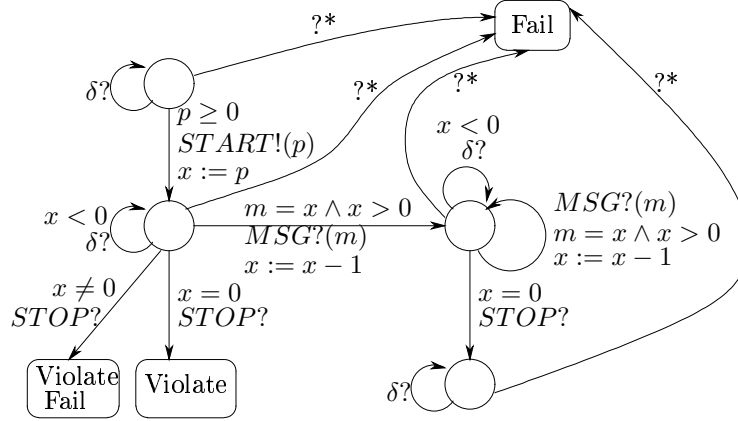 ?*
Fail
δ?
?*
?*
?*
p ≥ 0
START!(p)
x := p
x < 0
δ?
x < 0
δ?
m = x ∧ x > 0
MSG?(m)
x := x − 1
MSG?(m)
m = x ∧ x > 0
x := x − 1
x ≠ 0
STOP?
x = 0
STOP?
x = 0
STOP?
Violate
Fail
Violate
δ?